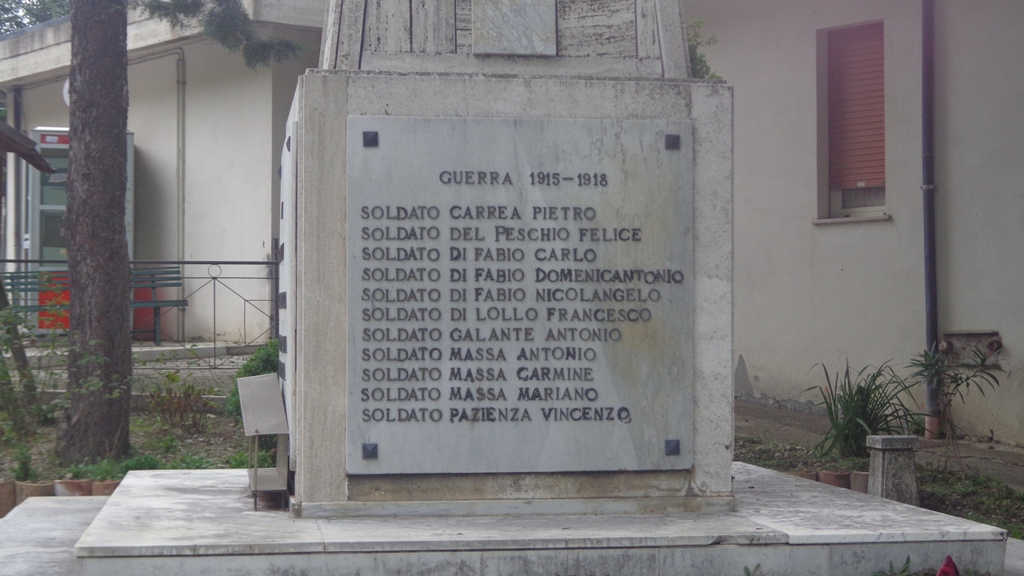 GUERRA 1915-1918
SOLDATO CARREA PIETRO
SOLDATO DEL PESCHIO FELICE
SOLDATO DI FABIO CARLO
SOLDATO DI FABIO DOMENICANTONIO
SOLDATO DI FABIO NICOLANGELO
SOLDATO DI LOLLO FRANCESCO
SOLDATO GALANTE ANTONIO
SOLDATO MASSA ANTONIO
SOLDATO MASSA CARMINE
SOLDATO MASSA MARIANO
SOLDATO PAZIENZA VINCENZO